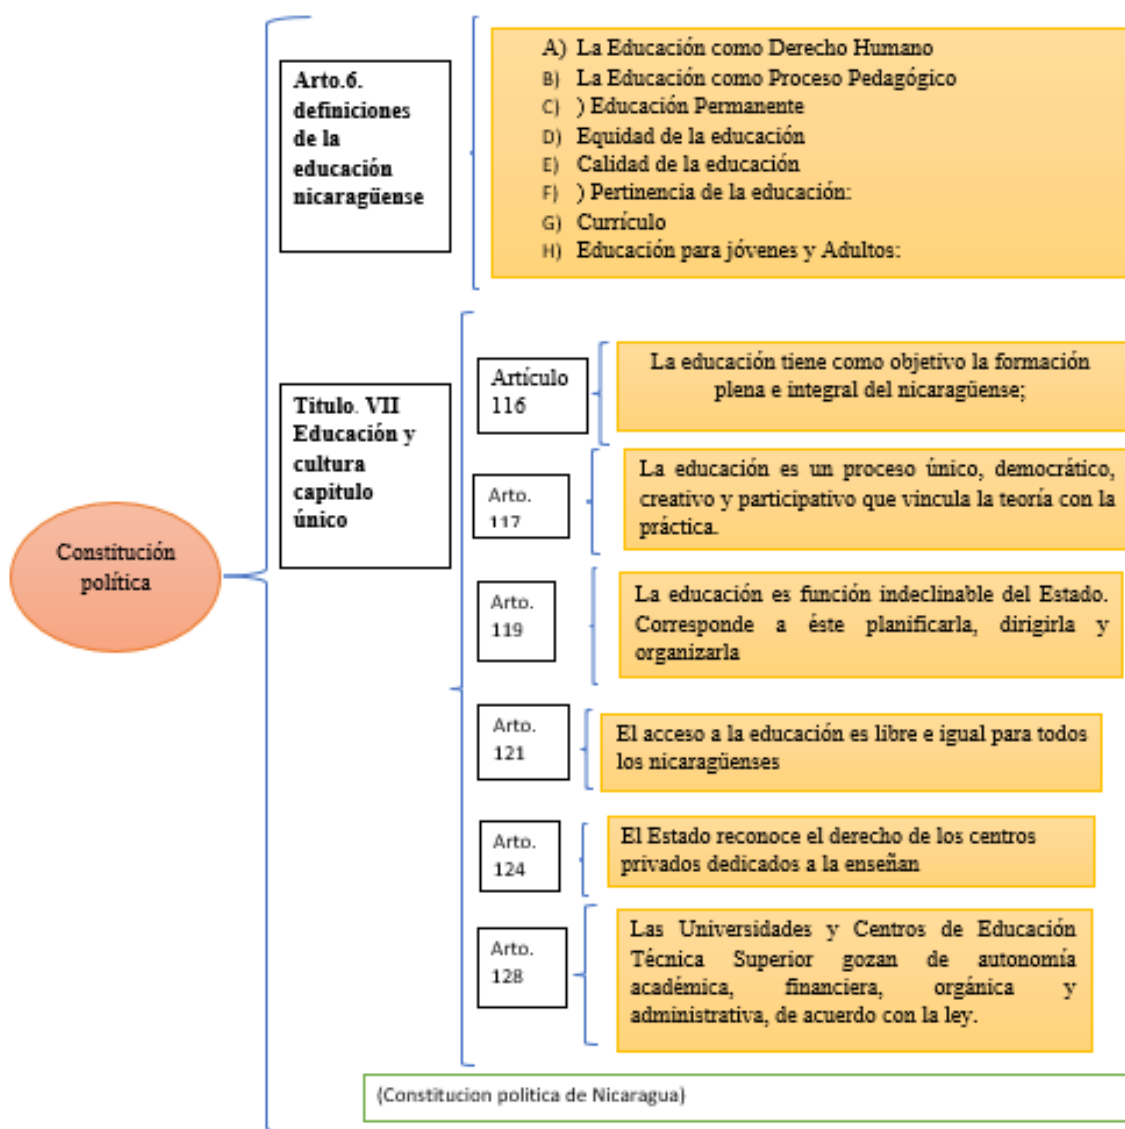 Constitución
política
Arto.6.
definiciones
de la
educación
nicaragüense
A) La Educación como Derecho Humano
B) La Educación como Proceso Pedagógico
C) ) Educación Permanente
D) Equidad de la educación
E) Calidad de la educación
F) ) Pertinencia de la educación:
G) Currículo
H) Educación para jóvenes y Adultos:
Titulo. VII
Educación y
cultura
capitulo
único
Artículo
116
La educación tiene como objetivo la formación
plena e integral del nicaragüense;
Arto.
117
La educación es un proceso único, democrático,
creativo y participativo que vincula la teoría con la
práctica.
Arto.
119
La educación es función indeclinable del Estado.
Corresponde a éste planificarla, dirigirla y
organizarla
Arto.
121
El acceso a la educación es libre e igual para todos
los nicaragüenses
Arto.
124
El Estado reconoce el derecho de los centros
privados dedicados a la enseñan
Arto.
128
Las Universidades y Centros de Educación
Técnica Superior gozan de autonomía
académica, financiera, orgánica y
administrativa, de acuerdo con la ley.
(Constitucion politica de Nicaragua)